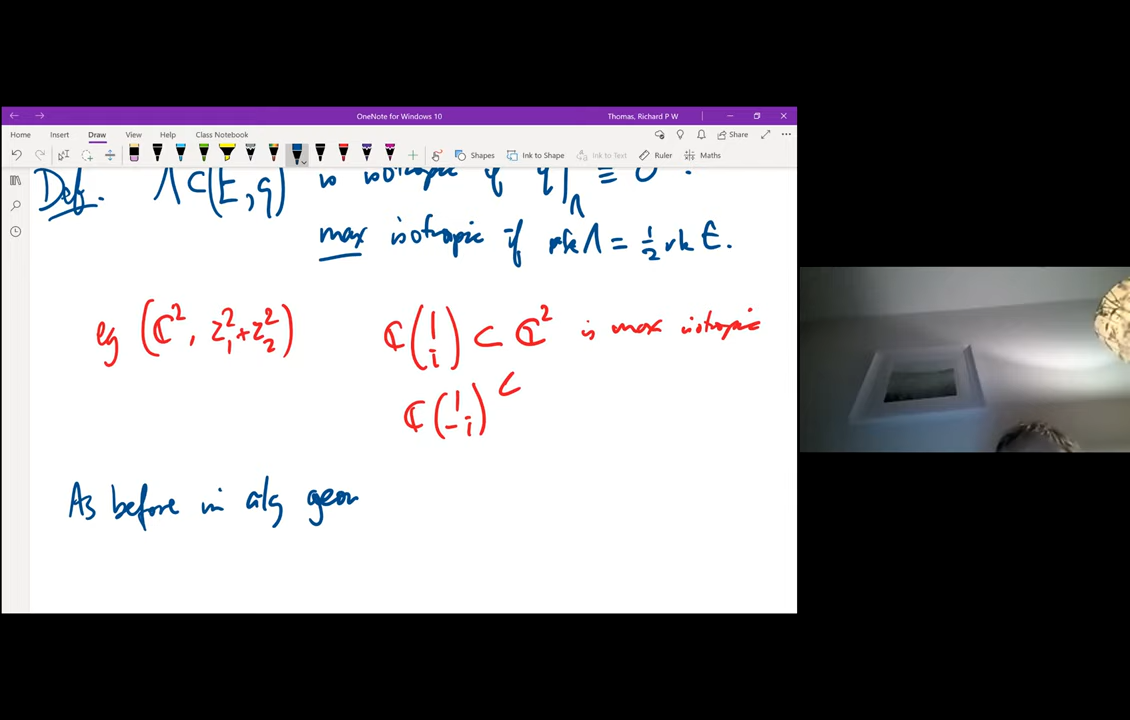 OneNote for Windows 10
Thomas, Richard P W
Home Insert Draw View Help Class Notebook Share
Shapes Ink to Shape Ink to Text Ruler Maths
Def. Λ ⊂ (E, q) is isotropic if q|_Λ ≡ 0.
max isotropic if rk Λ = ½ rk E.
eg (ℂ², z₁² + z₂²) ℂ(1 i) ⊂ ℂ² is max isotropic
ℂ(1 -i) ⊂
As before in alg geom